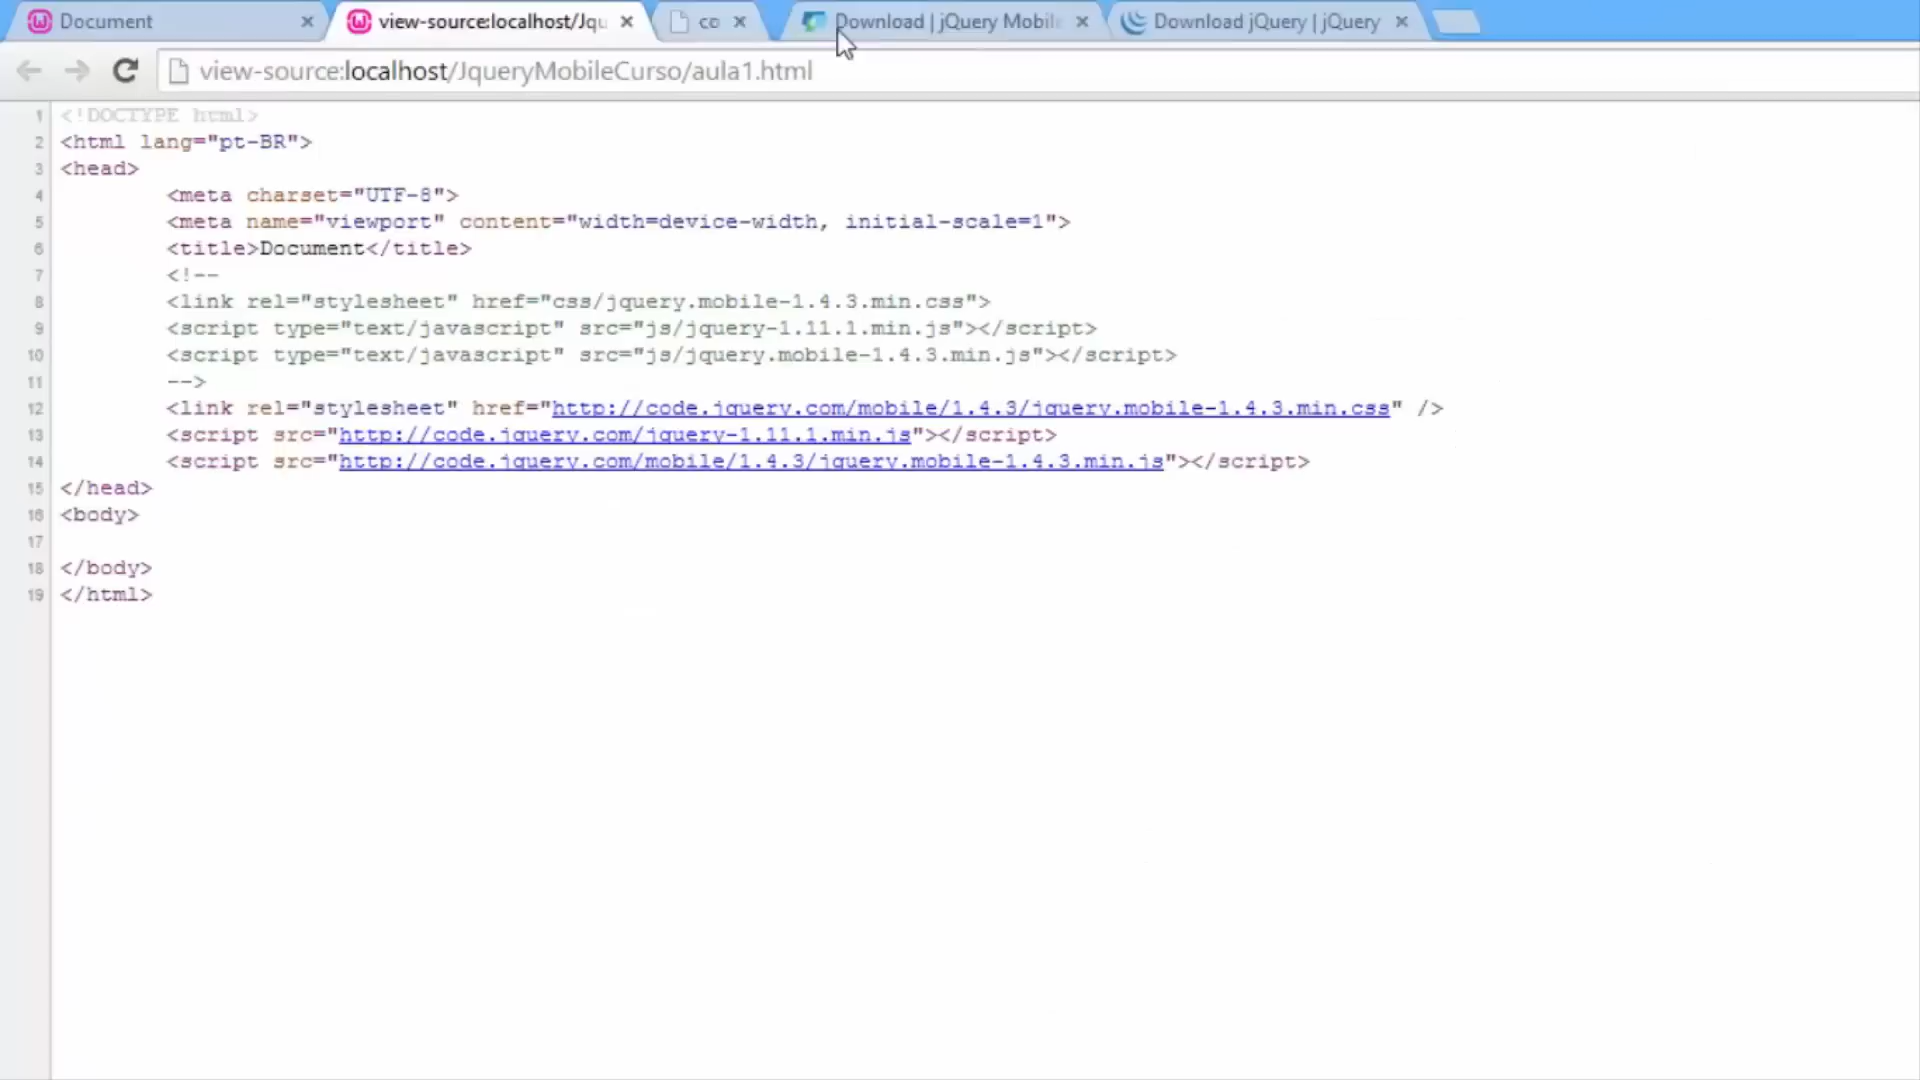 Document
view-source:localhost/Jqu
co
Download | jQuery Mobile
Download jQuery | jQuery
view-source:localhost/JqueryMobileCurso/aula1.html
1 <!DOCTYPE html>
2 <html lang="pt-BR">
3 <head>
4 <meta charset="UTF-8">
5 <meta name="viewport" content="width=device-width, initial-scale=1">
6 <title>Document</title>
7 <!--
8 <link rel="stylesheet" href="css/jquery.mobile-1.4.3.min.css">
9 <script type="text/javascript" src="js/jquery-1.11.1.min.js"></script>
10 <script type="text/javascript" src="js/jquery.mobile-1.4.3.min.js"></script>
11 -->
12 <link rel="stylesheet" href="http://code.jquery.com/mobile/1.4.3/jquery.mobile-1.4.3.min.css" />
13 <script src="http://code.jquery.com/jquery-1.11.1.min.js"></script>
14 <script src="http://code.jquery.com/mobile/1.4.3/jquery.mobile-1.4.3.min.js"></script>
15 </head>
16 <body>
17
18 </body>
19 </html>